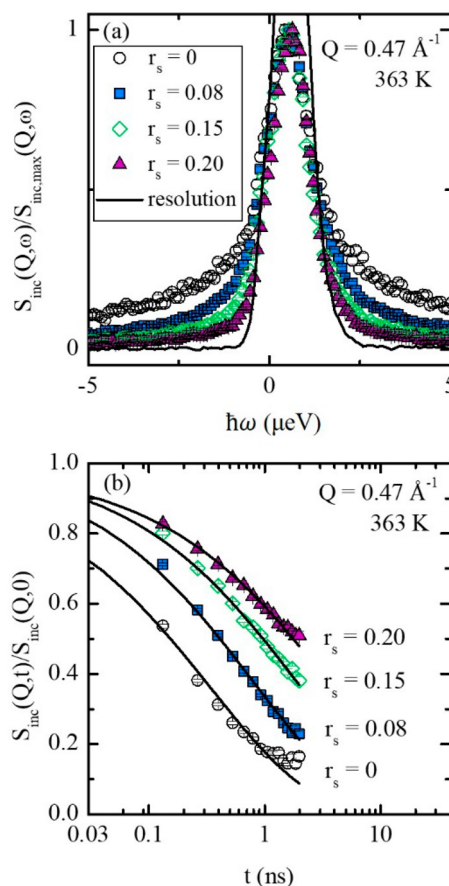 (a)
Q = 0.47 Å⁻¹
363 K
r_s = 0
r_s = 0.08
r_s = 0.15
r_s = 0.20
resolution
S_inc(Q,ω)/S_inc,max(Q,ω)
1
0
-5 0 5
ħω (μeV)
(b)
Q = 0.47 Å⁻¹
363 K
S_inc(Q,t)/S_inc(Q,0)
1.0
0.8
0.6
0.4
0.2
0.0
r_s = 0.20
r_s = 0.15
r_s = 0.08
r_s = 0
0.03 0.1 1 10
t (ns)